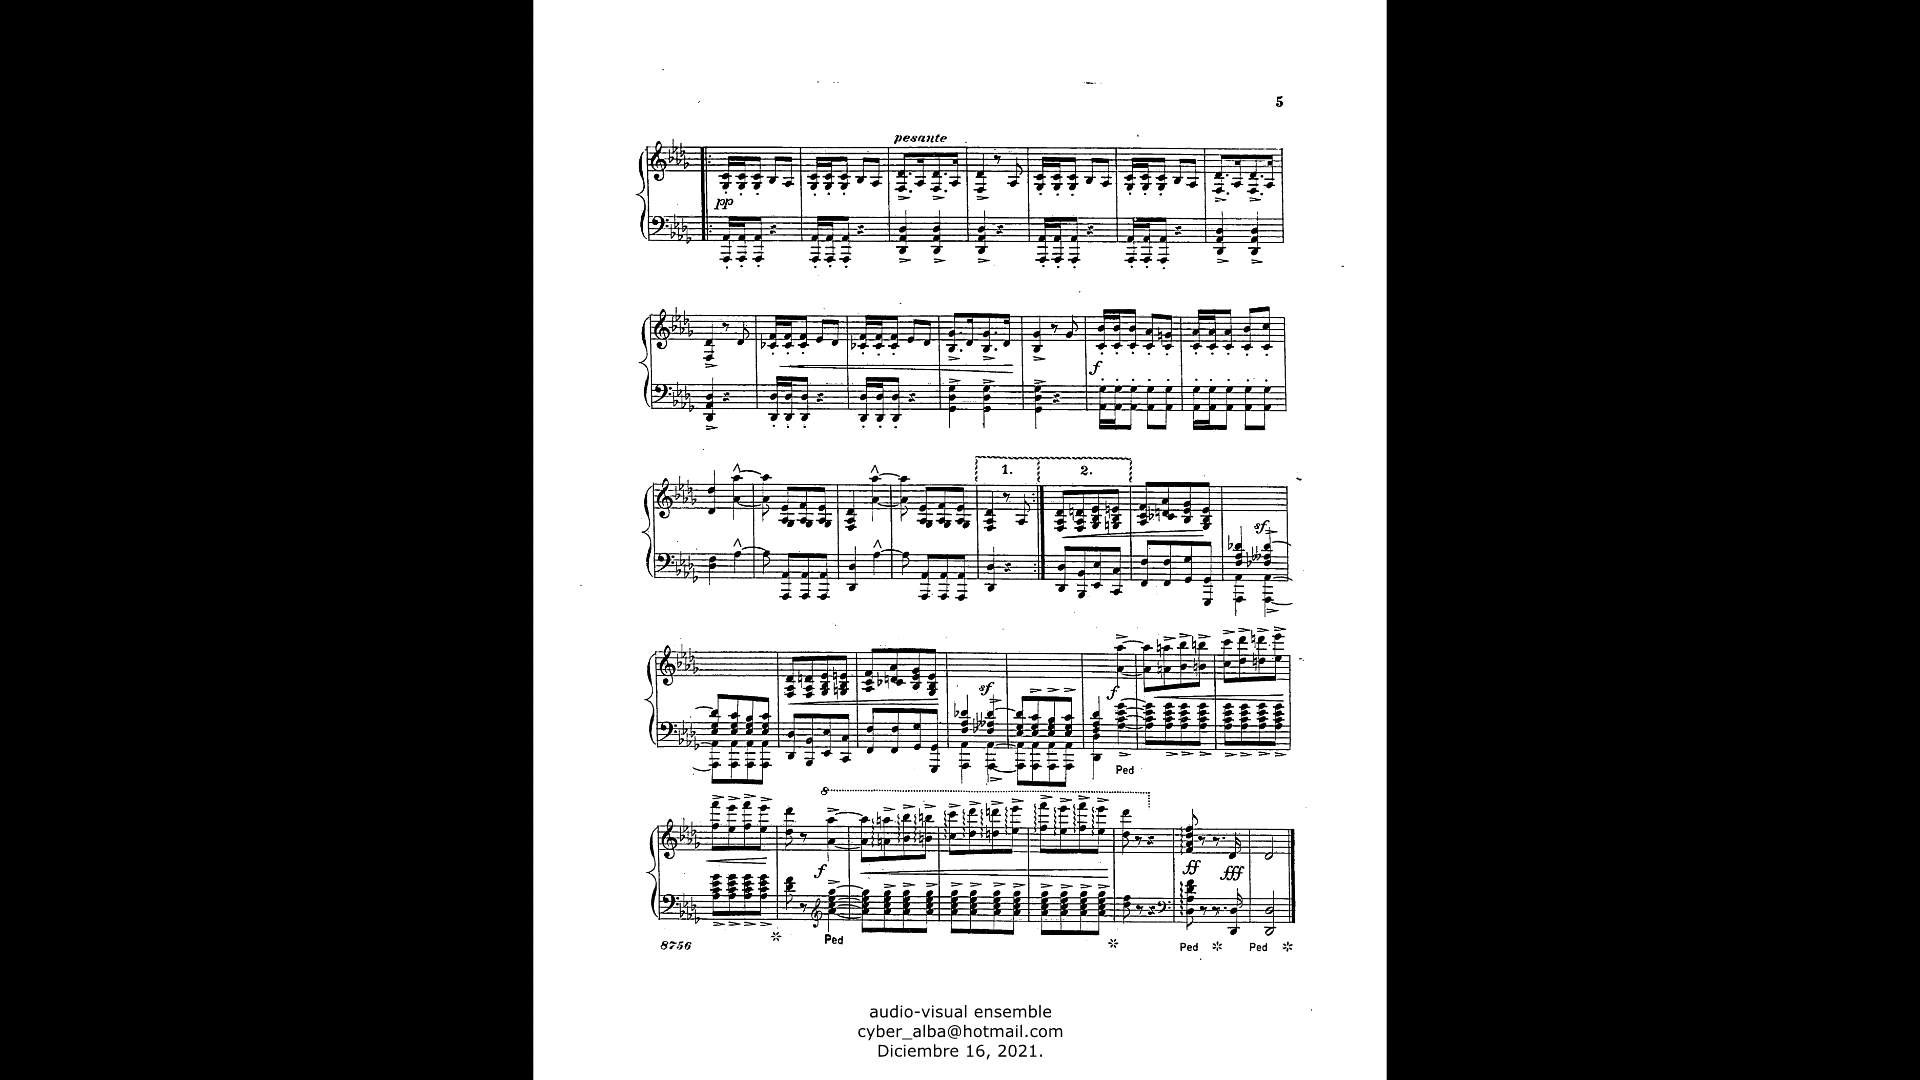 5
pesante
pp
f
1. 2.
sf
sf
f
Ped
8
f
ff fff
Ped
Ped Ped
8756
audio-visual ensemble
cyber_alba@hotmail.com
Diciembre 16, 2021.